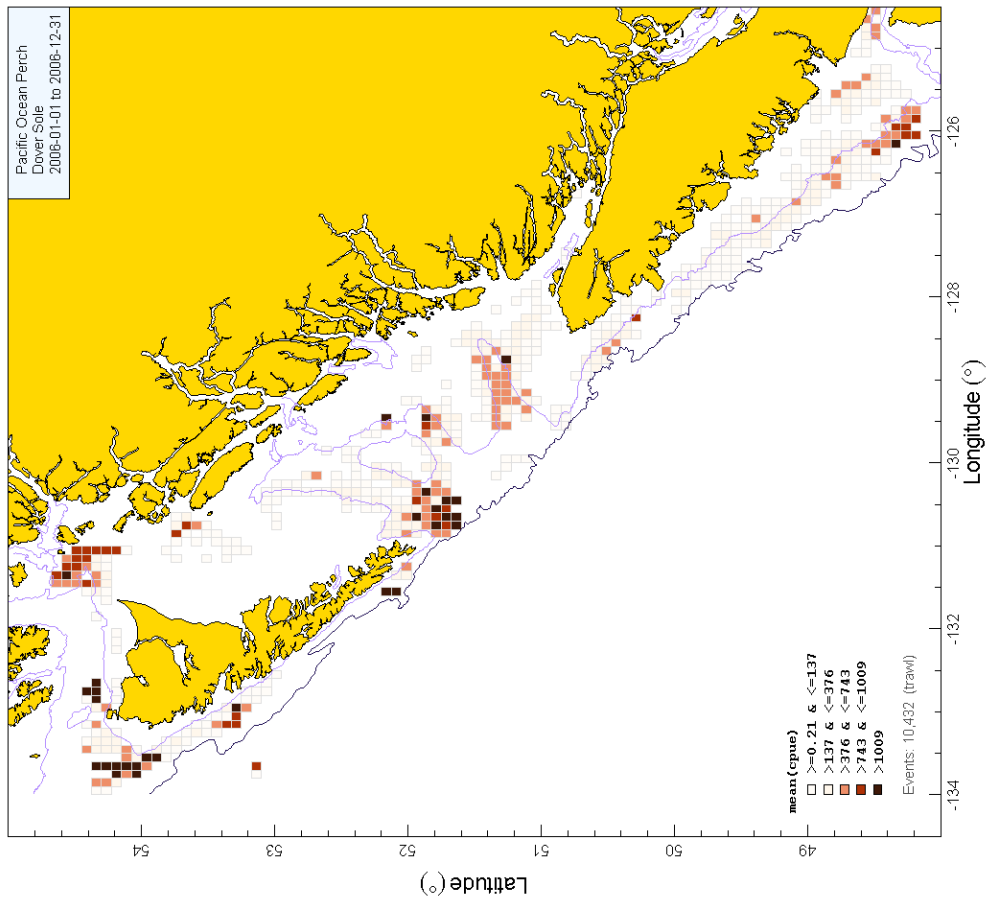 Pacific Ocean Perch
Dover Sole
2006-01-01 to 2006-12-31
mean(cpue)
>=0.21 & <=137
>137 & <=376
>376 & <=743
>743 & <=1009
>1009
Events: 10,432 (trawl)
54
53
52
51
50
49
Latitude (°)
-134
-132
-130
-128
-126
Longitude (°)